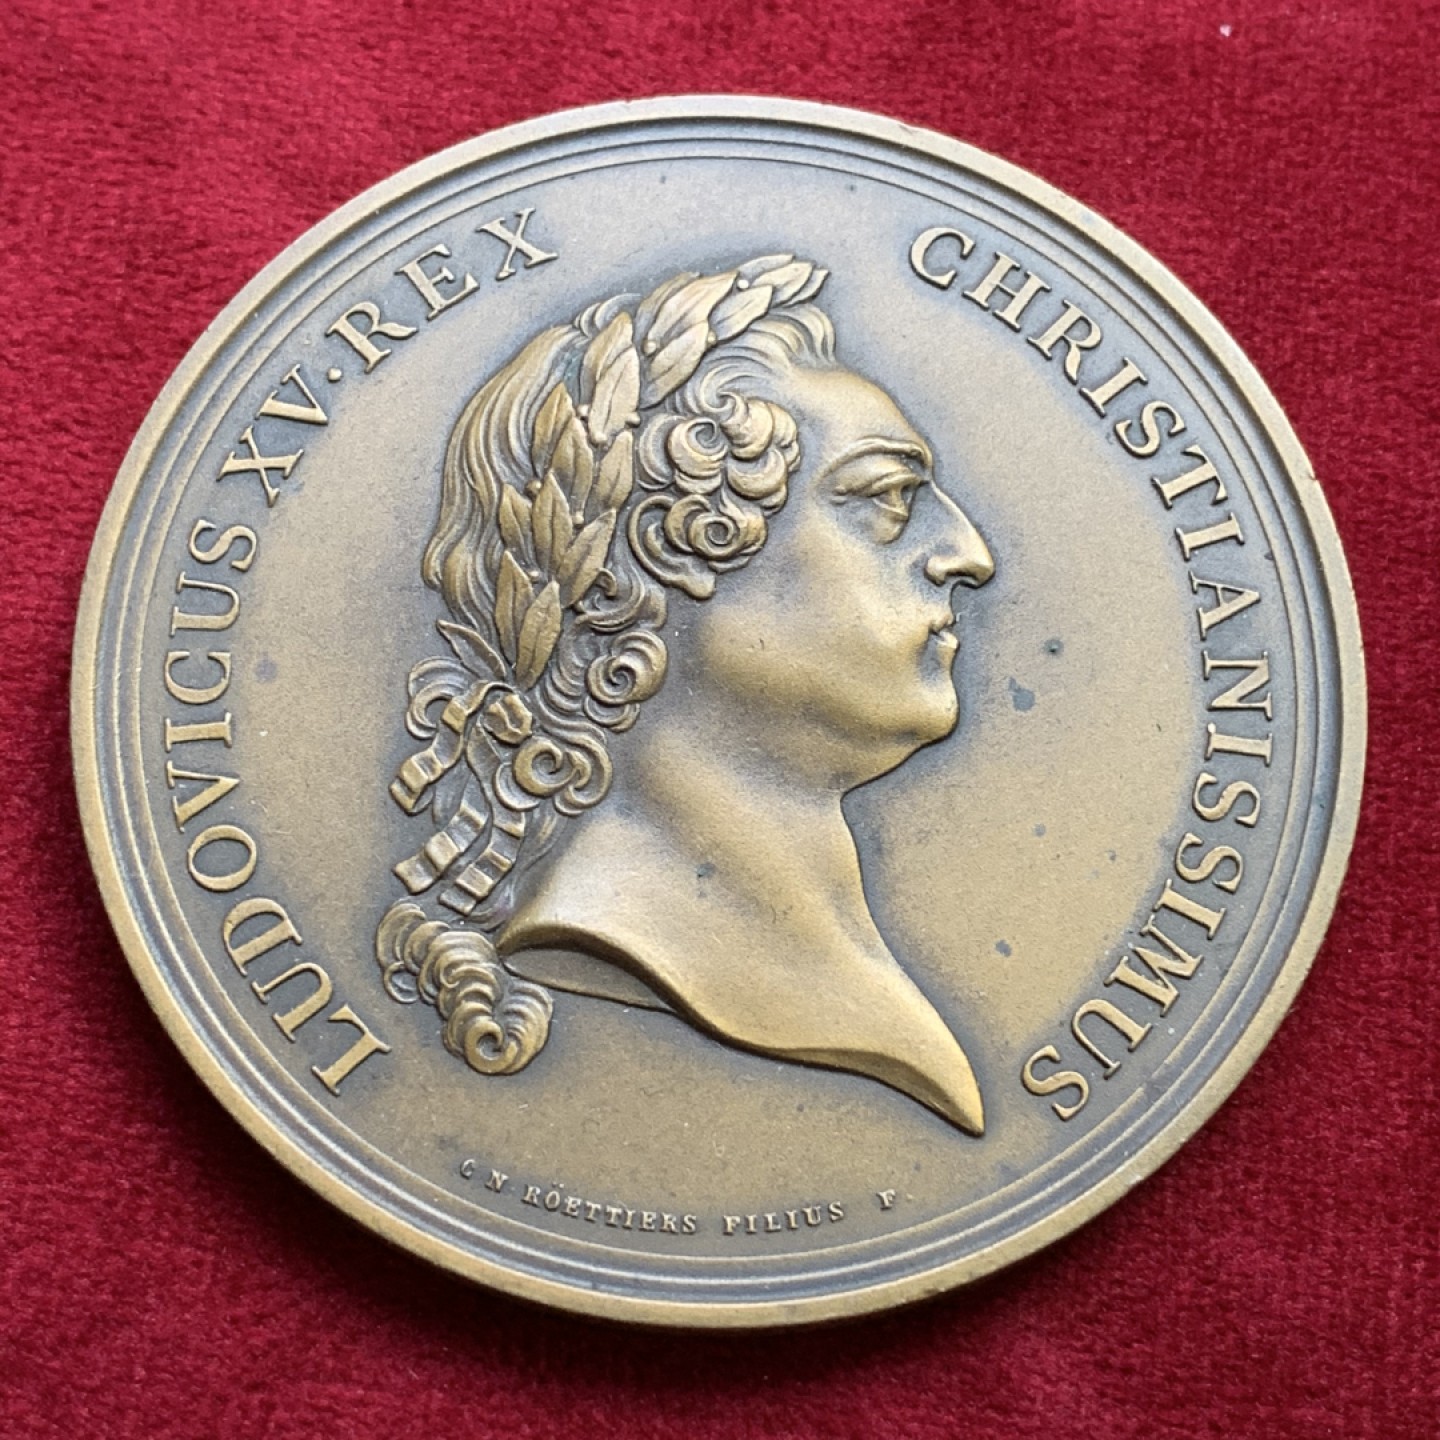 LUDOVICUS XV. REX CHRISTIANISSIMUS
C N RÖETTIERS FILIUS F.